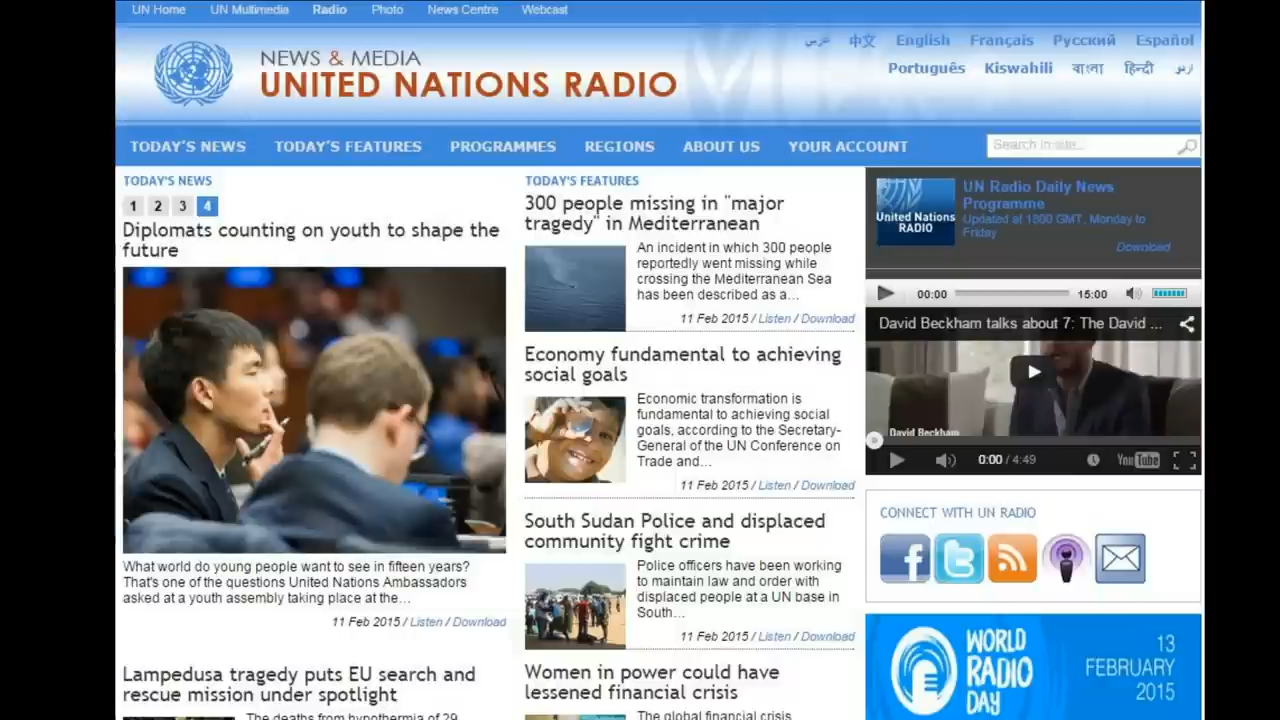 UN Home UN Multimedia Radio Photo News Centre Webcast
NEWS & MEDIA
UNITED NATIONS RADIO
عربي 中文 English Français Русский Español
Português Kiswahili বাংলা हिन्दी اردو
TODAY'S NEWS TODAY'S FEATURES PROGRAMMES REGIONS ABOUT US YOUR ACCOUNT
Search in site...
TODAY'S NEWS
1 2 3 4
Diplomats counting on youth to shape the
future
What world do young people want to see in fifteen years?
That's one of the questions United Nations Ambassadors
asked at a youth assembly taking place at the...
11 Feb 2015 / Listen / Download
Lampedusa tragedy puts EU search and
rescue mission under spotlight
The deaths from hypothermia of 29
TODAY'S FEATURES
300 people missing in "major
tragedy" in Mediterranean
An incident in which 300 people
reportedly went missing while
crossing the Mediterranean Sea
has been described as a...
11 Feb 2015 / Listen / Download
Economy fundamental to achieving
social goals
Economic transformation is
fundamental to achieving social
goals, according to the Secretary-
General of the UN Conference on
Trade and...
11 Feb 2015 / Listen / Download
South Sudan Police and displaced
community fight crime
Police officers have been working
to maintain law and order with
displaced people at a UN base in
South...
11 Feb 2015 / Listen / Download
Women in power could have
lessened financial crisis
The global financial crisis
United Nations
RADIO
UN Radio Daily News
Programme
Updated at 1800 GMT, Monday to
Friday
Download
00:00 15:00
David Beckham talks about 7: The David ...
David Beckham
0:00 / 4:49 YouTube
CONNECT WITH UN RADIO
WORLD
RADIO
DAY
13
FEBRUARY
2015